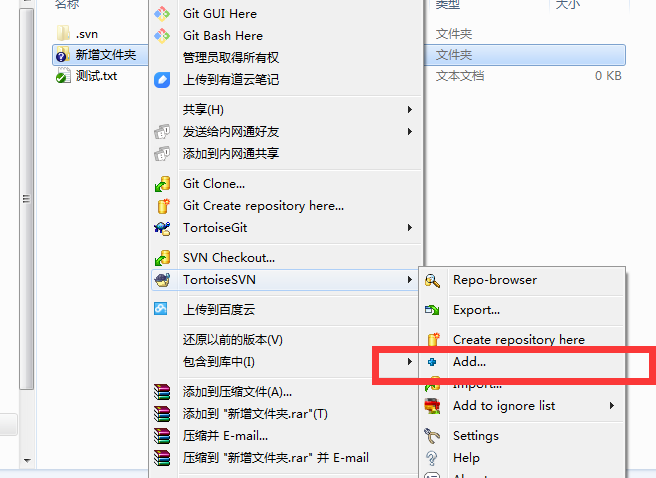 名称
类型
大小
.svn
文件夹
新增文件夹
文件夹
测试.txt
文本文档
0 KB
Git GUI Here
Git Bash Here
管理员取得所有权
上传到有道云笔记
共享(H)
发送给内网通好友
添加到内网通共享
Git Clone...
Git Create repository here...
TortoiseGit
SVN Checkout...
TortoiseSVN
上传到百度云
还原以前的版本(V)
包含到库中(I)
添加到压缩文件(A)...
添加到 "新增文件夹.rar"(T)
压缩并 E-mail...
压缩到 "新增文件夹.rar" 并 E-mail
Repo-browser
Export...
Create repository here
Add...
Import...
Add to ignore list
Settings
Help
About